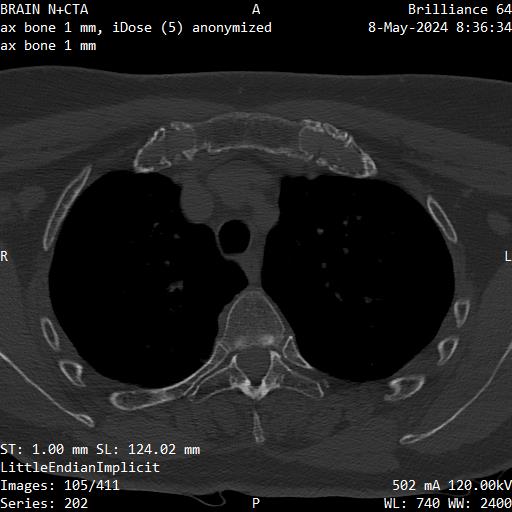 BRAIN N+CTA
A
Brilliance 64
ax bone 1 mm, iDose (5) anonymized
8-May-2024 8:36:34
ax bone 1 mm
R
L
ST: 1.00 mm SL: 124.02 mm
LittleEndianImplicit
Images: 105/411
502 mA 120.00kV
Series: 202
P
WL: 740 WW: 2400